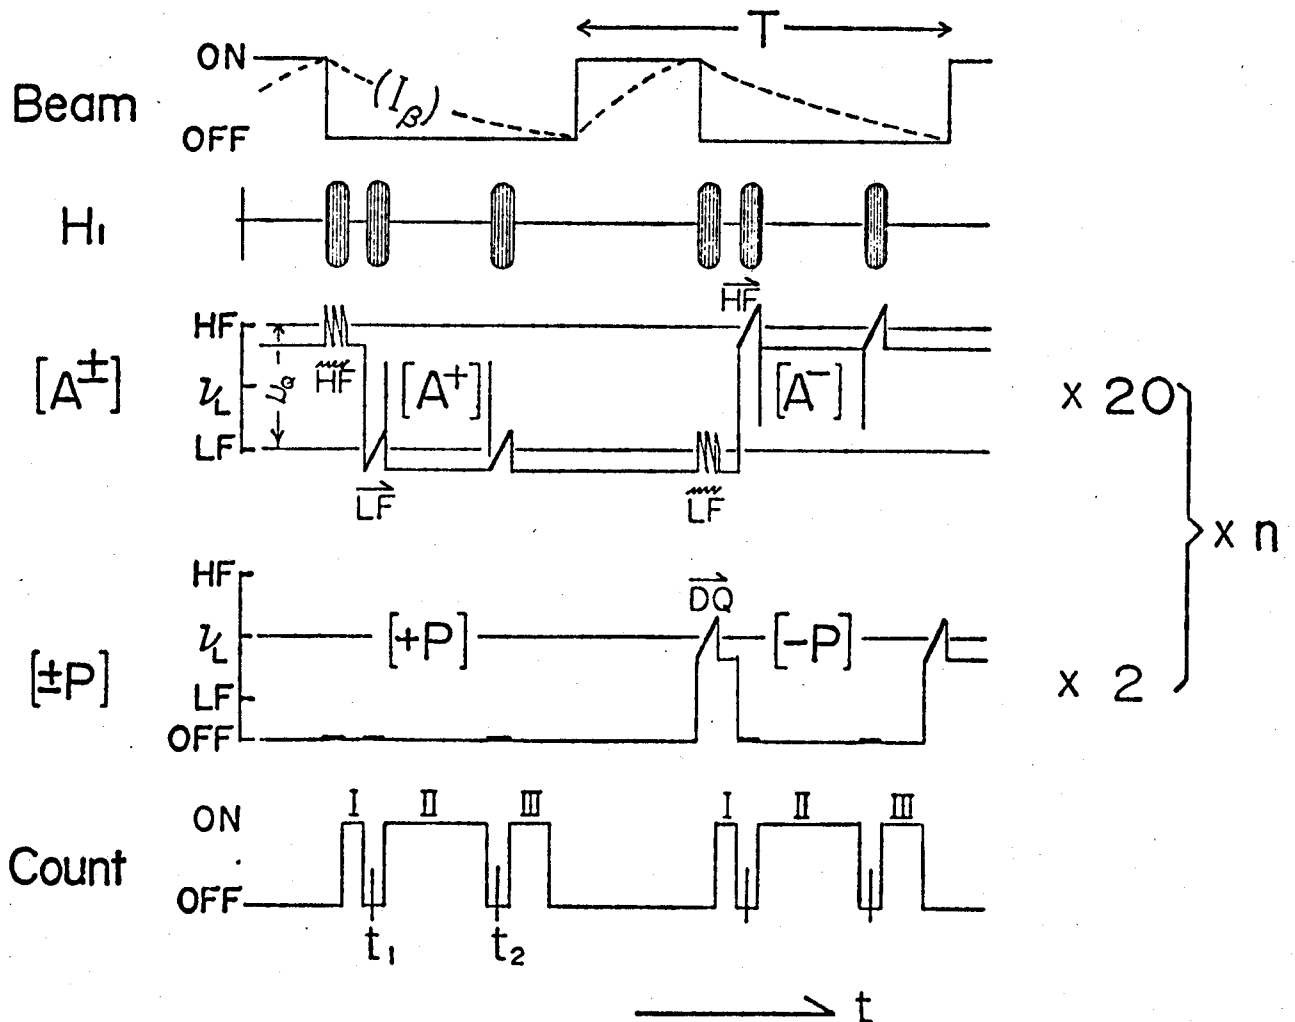 T
ON
Beam
(I_β)
OFF
H₁
HF
HF
[A±]
ν_L
ν_Q
HF
[A⁺]
[A⁻]
x 20
LF
LF
LF
x n
HF
DQ
ν_L
[+P]
[-P]
[±P]
LF
x 2
OFF
I
II
III
I
II
III
ON
Count
OFF
t₁
t₂
t